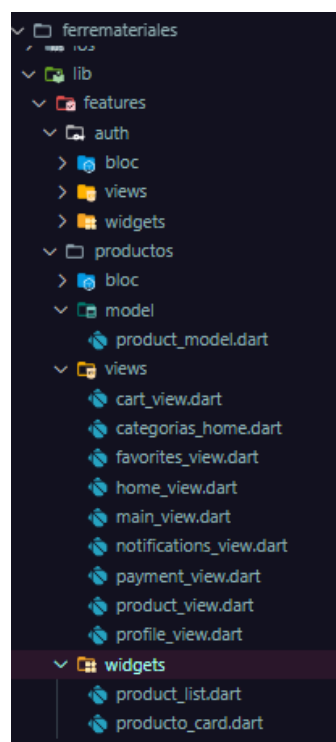 ferremateriales
ios
lib
features
auth
bloc
views
widgets
productos
bloc
model
product_model.dart
views
cart_view.dart
categorias_home.dart
favorites_view.dart
home_view.dart
main_view.dart
notifications_view.dart
payment_view.dart
product_view.dart
profile_view.dart
widgets
product_list.dart
producto_card.dart